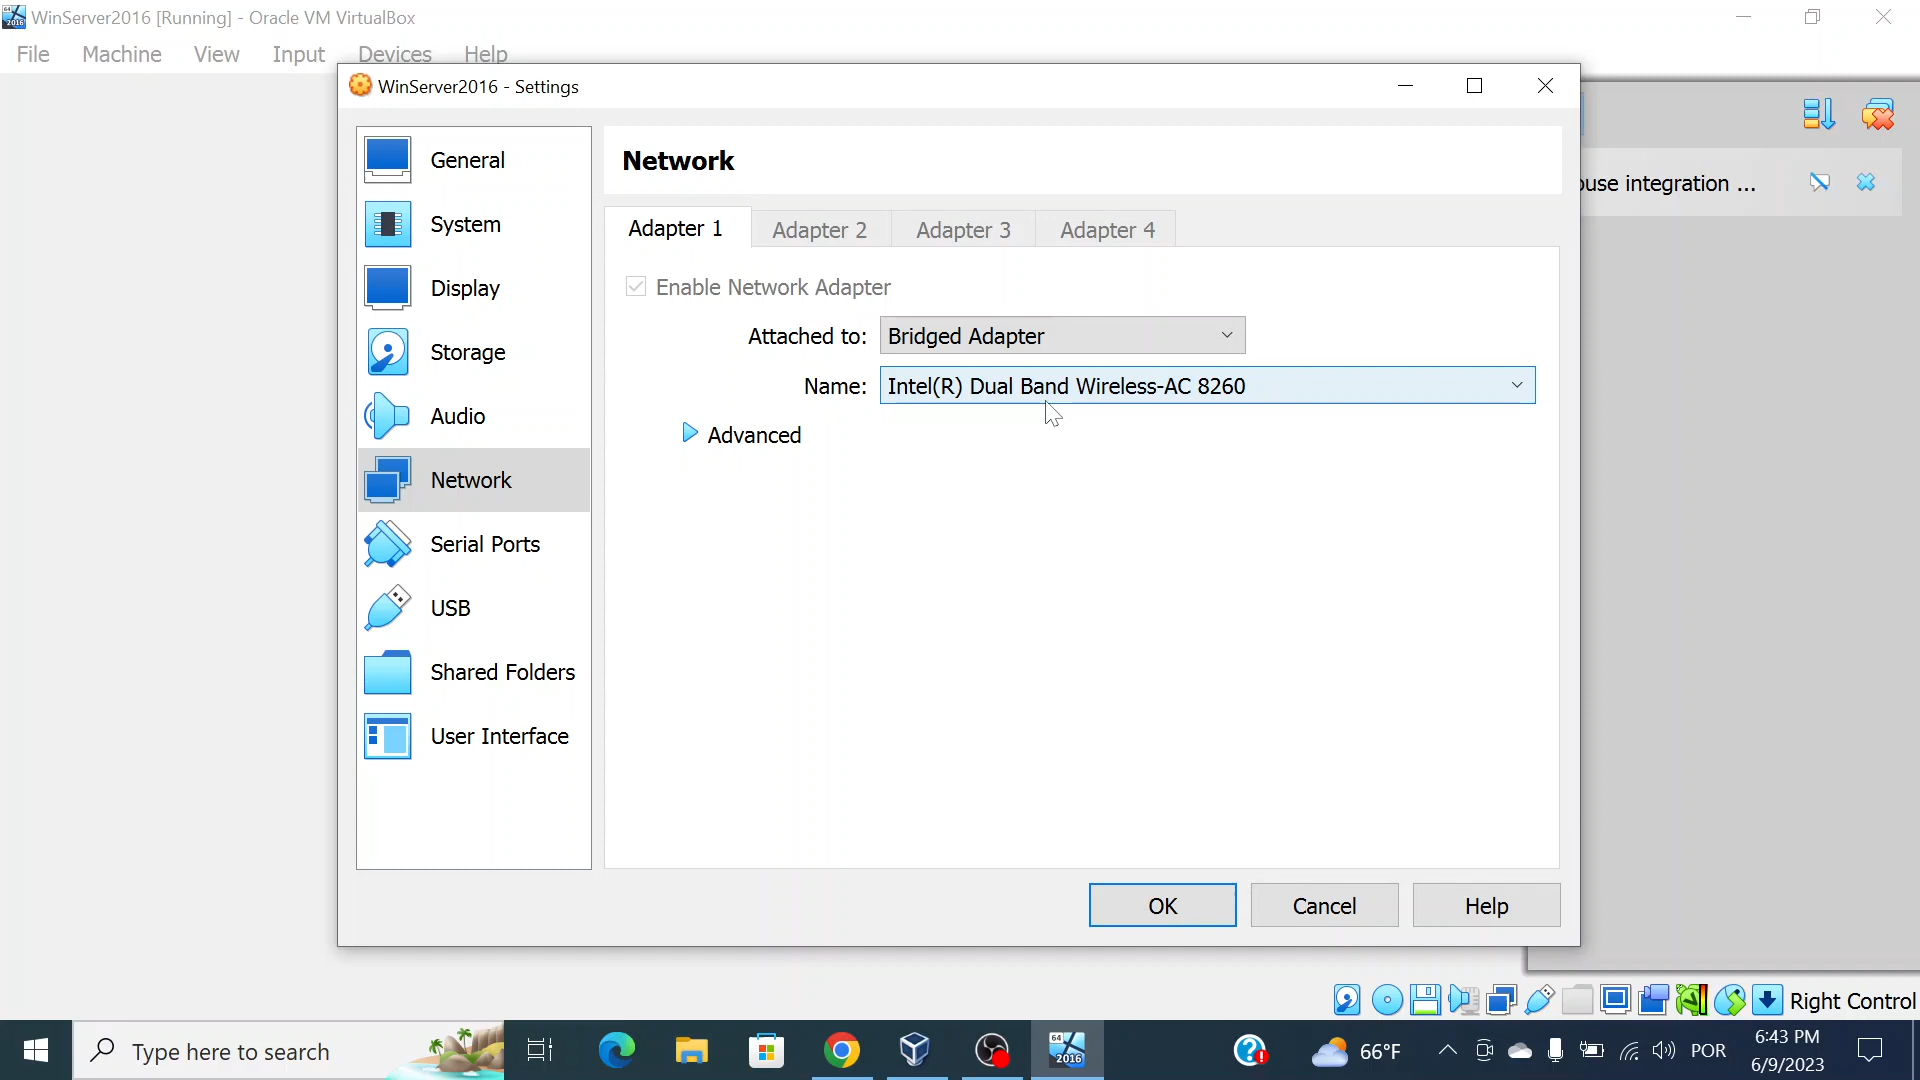 WinServer2016 [Running] - Oracle VM VirtualBox
File Machine View Input Devices Help
WinServer2016 - Settings
General
System
Display
Storage
Audio
Network
Serial Ports
USB
Shared Folders
User Interface
Network
Adapter 1 Adapter 2 Adapter 3 Adapter 4
Enable Network Adapter
Attached to: Bridged Adapter
Name: Intel(R) Dual Band Wireless-AC 8260
Advanced
OK Cancel Help
ouse integration ...
Right Control
Type here to search
64
2016
66°F
POR
6:43 PM
6/9/2023